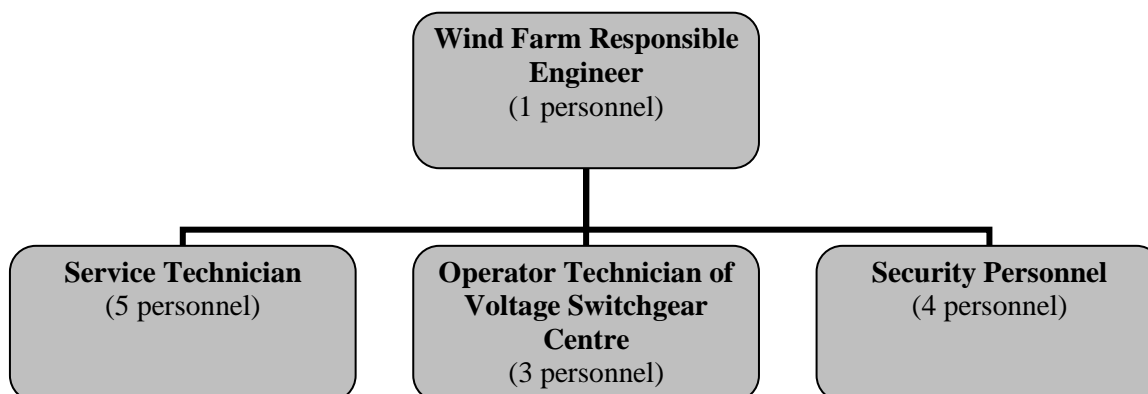 Wind Farm Responsible
Engineer
(1 personnel)
Service Technician
(5 personnel)
Operator Technician of
Voltage Switchgear
Centre
(3 personnel)
Security Personnel
(4 personnel)